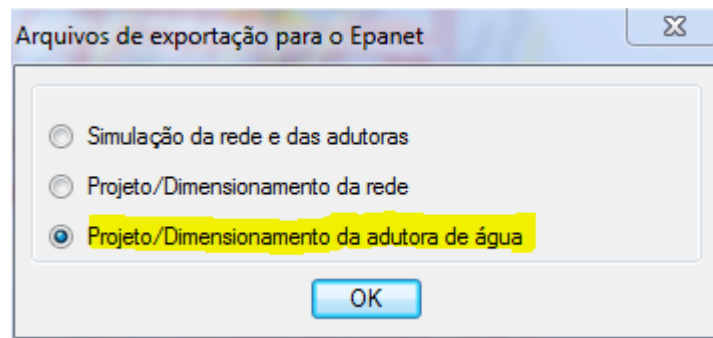 Arquivos de exportação para o Epanet
Simulação da rede e das adutoras
Projeto/Dimensionamento da rede
Projeto/Dimensionamento da adutora de água
OK